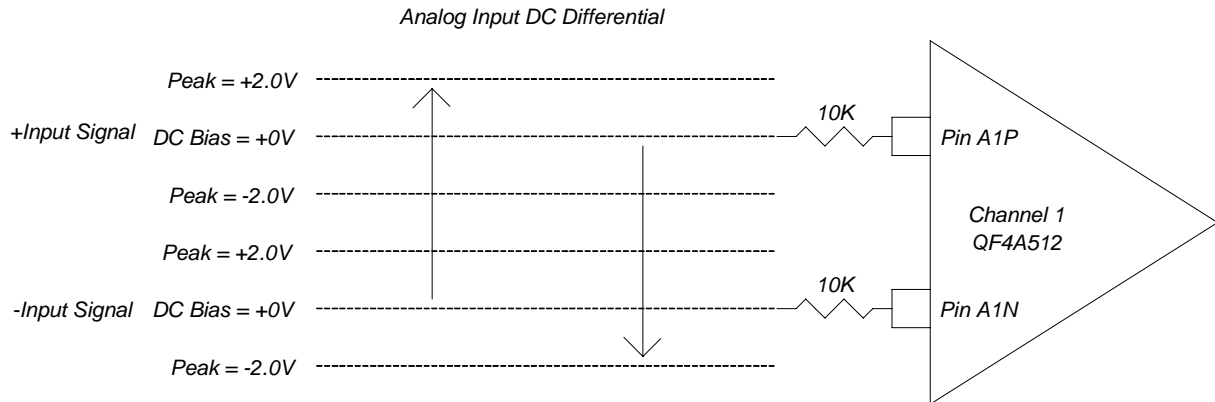 Analog Input DC Differential
Peak = +2.0V
10K
+Input Signal DC Bias = +0V
Pin A1P
Peak = -2.0V
Channel 1
QF4A512
Peak = +2.0V
10K
-Input Signal DC Bias = +0V
Pin A1N
Peak = -2.0V